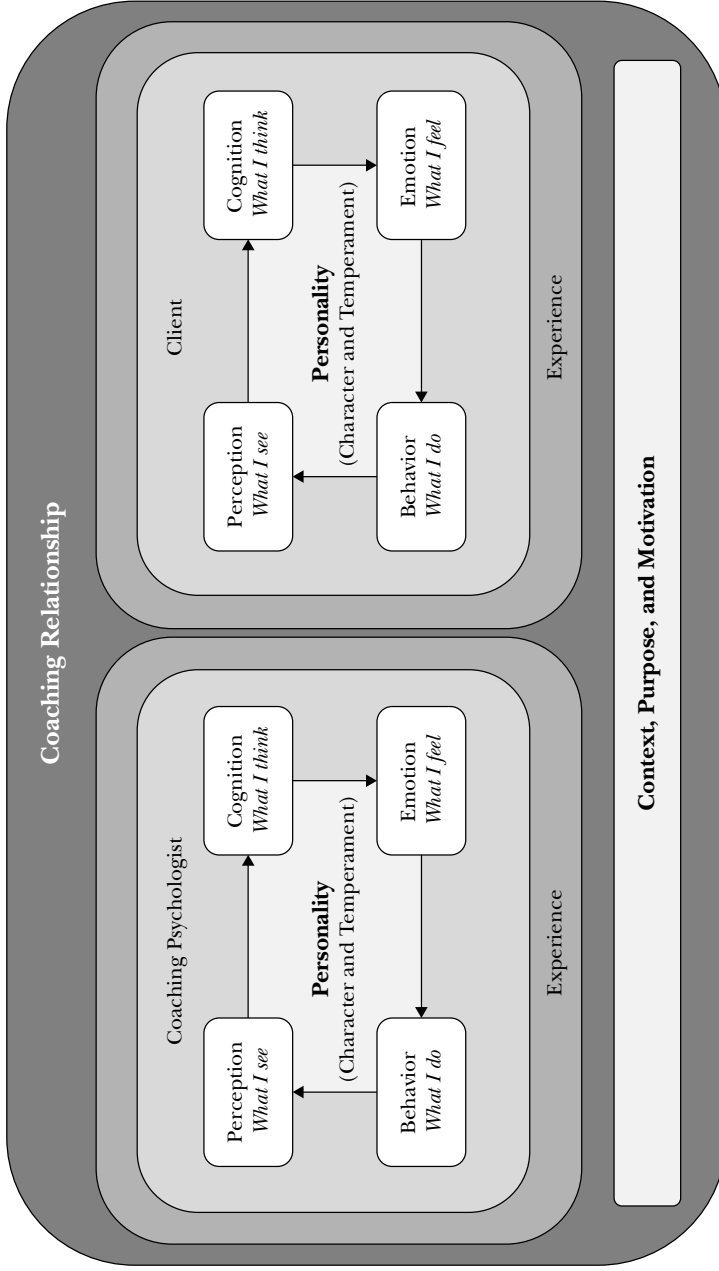 Coaching Relationship
Coaching Psychologist
Perception
What I see
Cognition
What I think
Personality
(Character and Temperament)
Behavior
What I do
Emotion
What I feel
Experience
Client
Perception
What I see
Cognition
What I think
Personality
(Character and Temperament)
Behavior
What I do
Emotion
What I feel
Experience
Context, Purpose, and Motivation